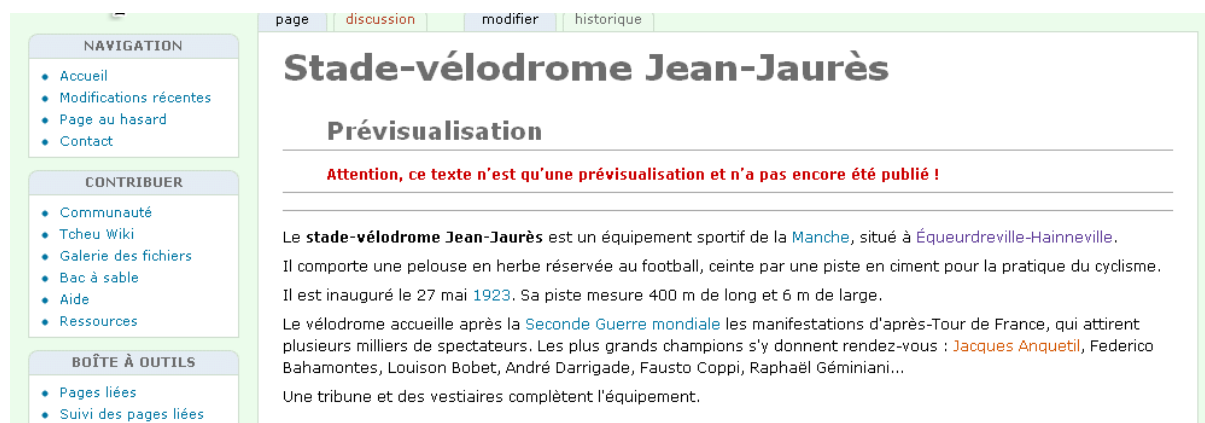 page discussion modifier historique
NAVIGATION
Accueil
Modifications récentes
Page au hasard
Contact
CONTRIBUER
Communauté
Tcheu Wiki
Galerie des fichiers
Bac à sable
Aide
Ressources
BOÎTE À OUTILS
Pages liées
Suivi des pages liées
Stade-vélodrome Jean-Jaurès
Prévisualisation
Attention, ce texte n’est qu’une prévisualisation et n’a pas encore été publié !
Le stade-vélodrome Jean-Jaurès est un équipement sportif de la Manche, situé à Équeurdreville-Hainneville.
Il comporte une pelouse en herbe réservée au football, ceinte par une piste en ciment pour la pratique du cyclisme.
Il est inauguré le 27 mai 1923. Sa piste mesure 400 m de long et 6 m de large.
Le vélodrome accueille après la Seconde Guerre mondiale les manifestations d'après-Tour de France, qui attirent
plusieurs milliers de spectateurs. Les plus grands champions s'y donnent rendez-vous : Jacques Anquetil, Federico
Bahamontes, Louison Bobet, André Darrigade, Fausto Coppi, Raphaël Géminiani...
Une tribune et des vestiaires complètent l'équipement.